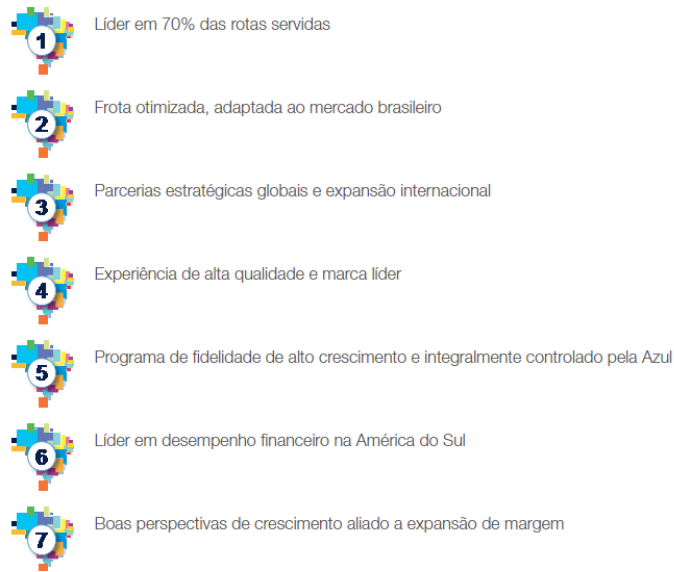 1 Líder em 70% das rotas servidas
2 Frota otimizada, adaptada ao mercado brasileiro
3 Parcerias estratégicas globais e expansão internacional
4 Experiência de alta qualidade e marca líder
5 Programa de fidelidade de alto crescimento e integralmente controlado pela Azul
6 Líder em desempenho financeiro na América do Sul
7 Boas perspectivas de crescimento aliado a expansão de margem